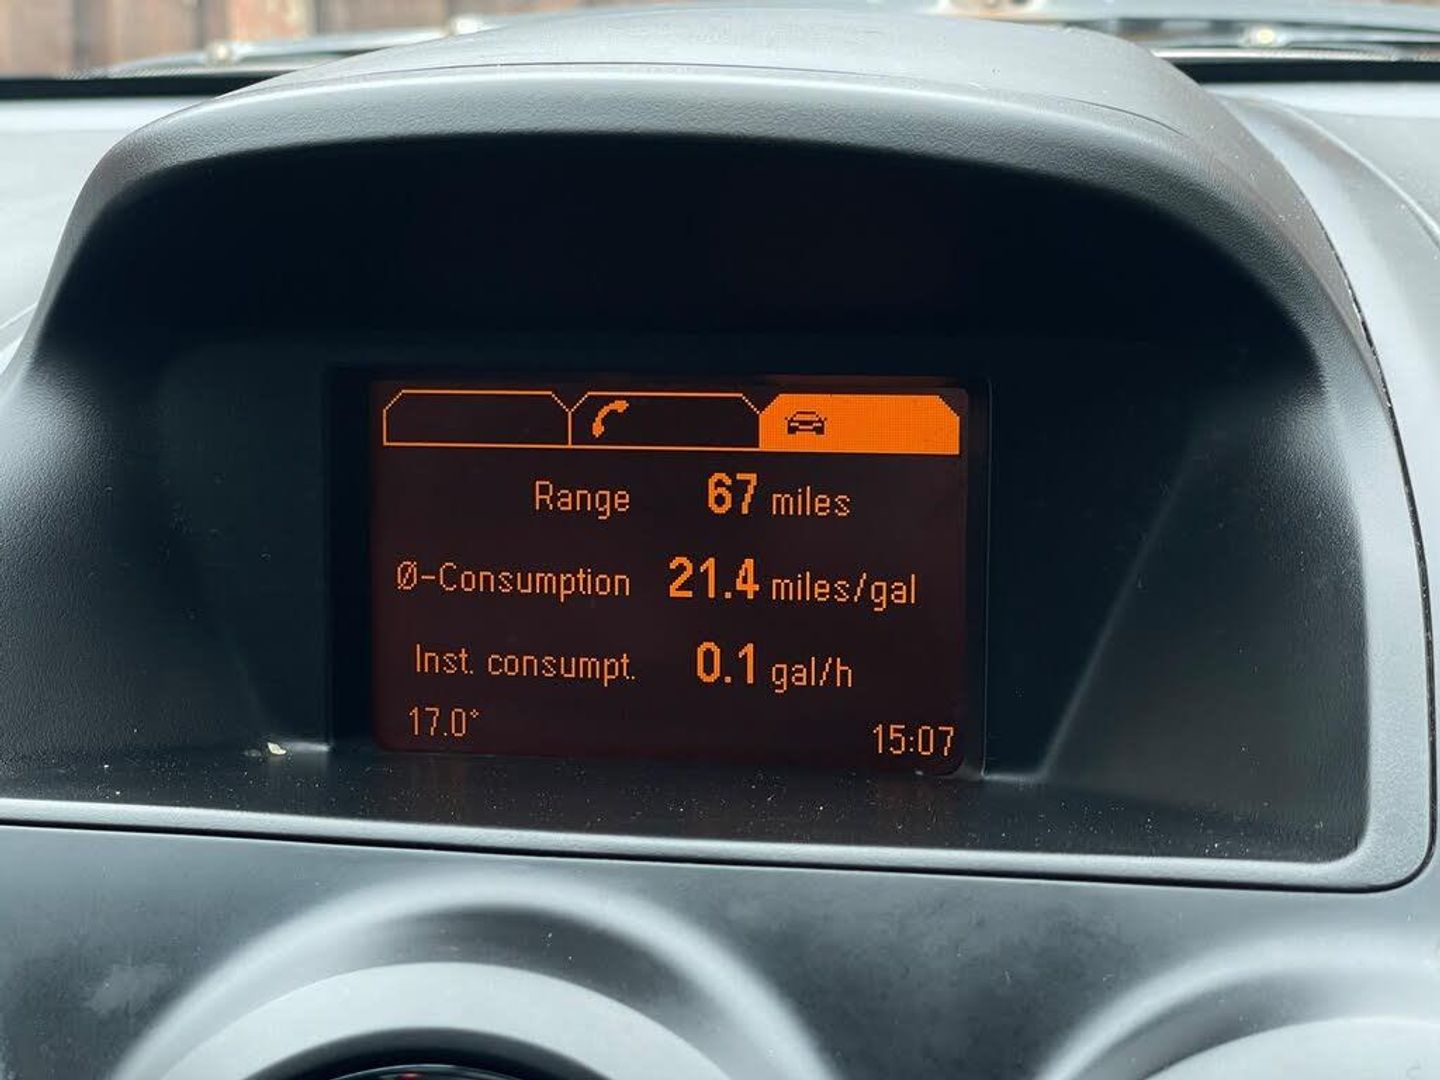 Range 67 miles
Ø-Consumption 21.4 miles/gal
Inst. consumpt. 0.1 gal/h
17.0° 15:07